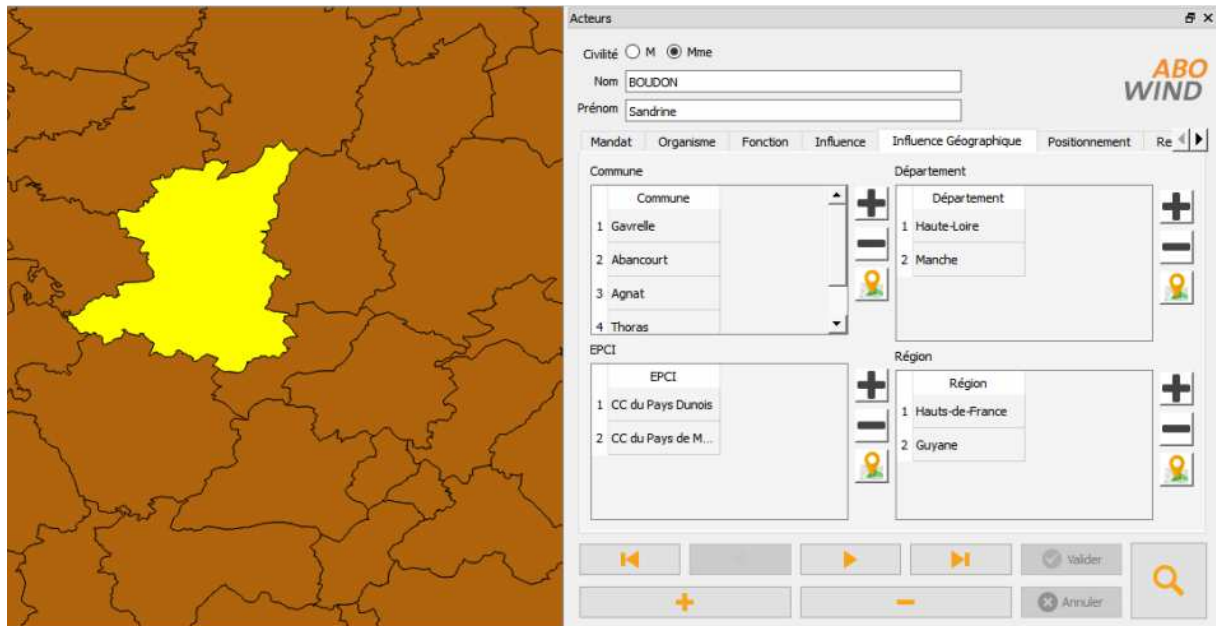 Acteurs
Civilité M Mme
Nom BOUDON
Prénom Sandrine
ABO
WIND
Mandat Organisme Fonction Influence Influence Géographique Positionnement Re
Commune
Commune
1 Gavrelle
2 Abancourt
3 Agnat
4 Thoras
Département
Département
1 Haute-Loire
2 Manche
EPCI
EPCI
1 CC du Pays Dunois
2 CC du Pays de M...
Région
Région
1 Hauts-de-France
2 Guyane
Valider
Annuler